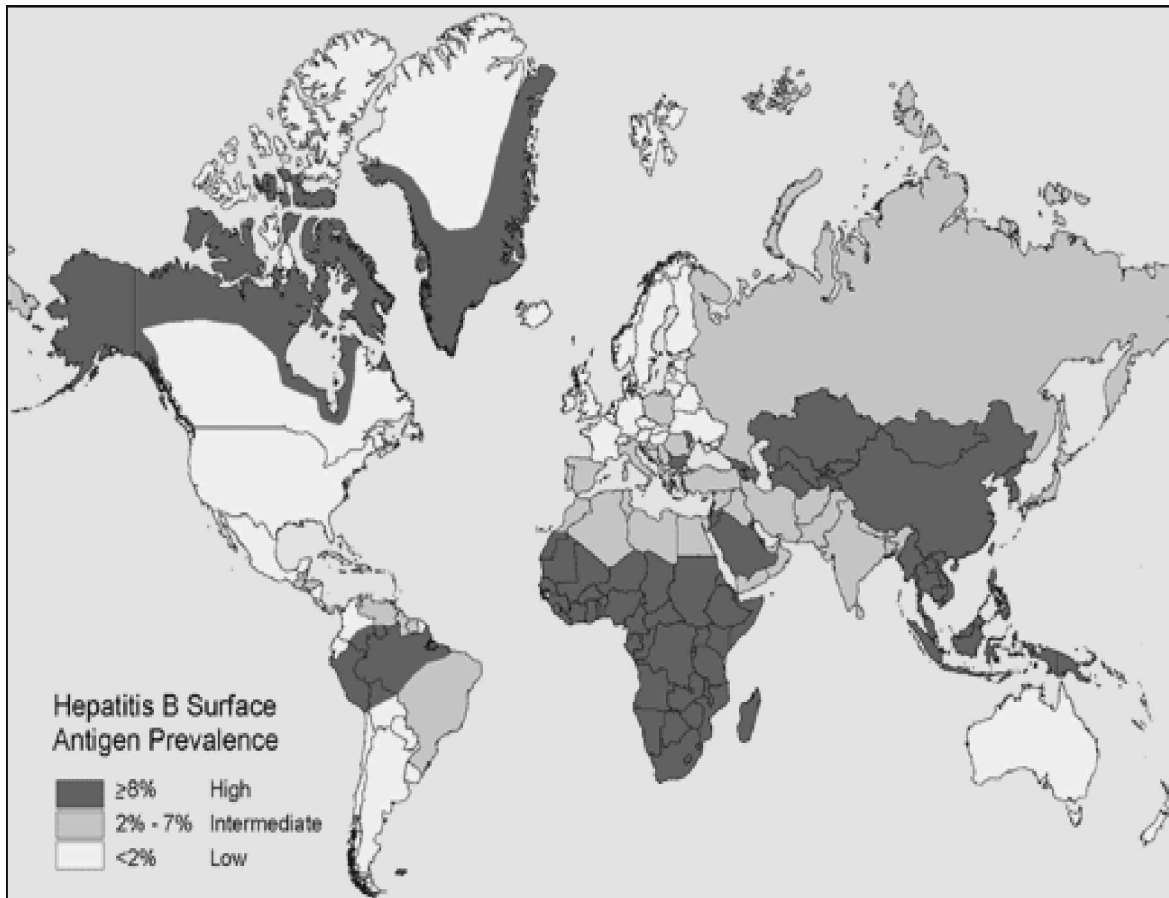 Hepatitis B Surface
Antigen Prevalence
≥8% High
2% - 7% Intermediate
<2% Low